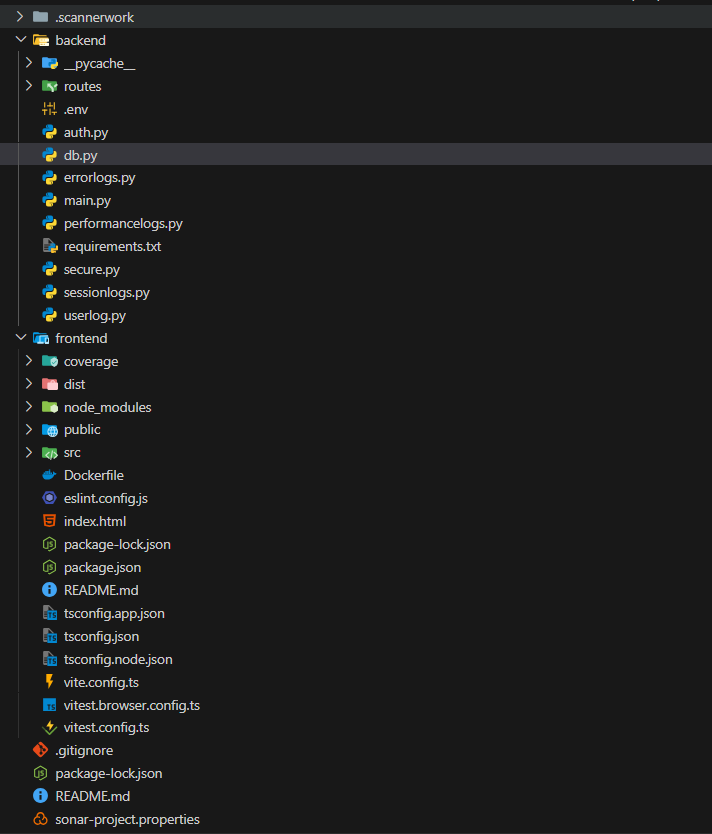 .scannerwork
backend
__pycache__
routes
.env
auth.py
db.py
errorlogs.py
main.py
performancelogs.py
requirements.txt
secure.py
sessionlogs.py
userlog.py
frontend
coverage
dist
node_modules
public
src
Dockerfile
eslint.config.js
index.html
package-lock.json
package.json
README.md
tsconfig.app.json
tsconfig.json
tsconfig.node.json
vite.config.ts
vitest.browser.config.ts
vitest.config.ts
.gitignore
package-lock.json
README.md
sonar-project.properties